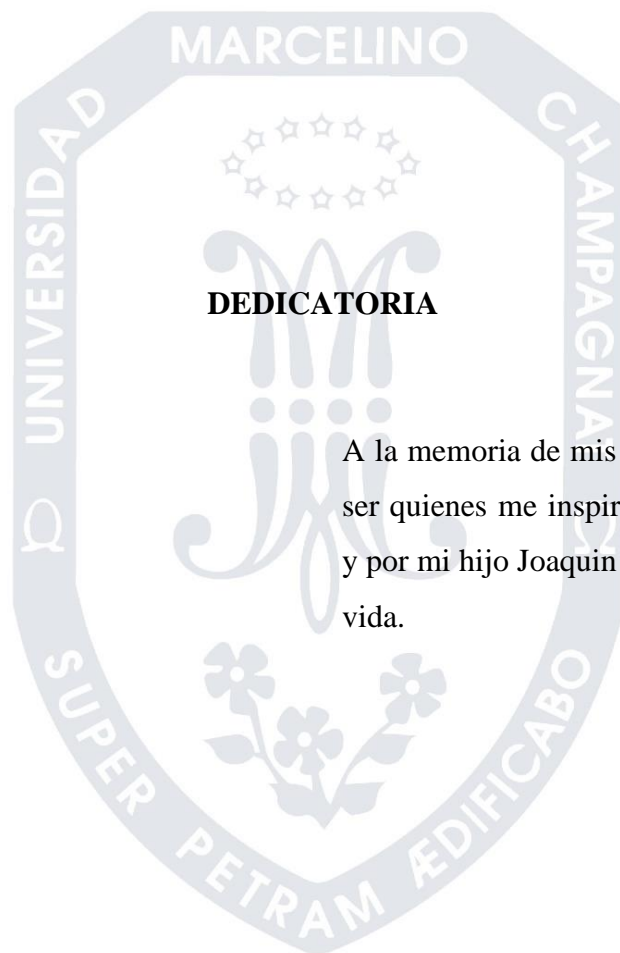 MARCELINO
UNIVERSIDAD
CHAMPAGNAT
DEDICATORIA
A la memoria de mis
ser quienes me inspir
y por mi hijo Joaquin
vida.
SUPER PETRAM ÆDIFICABO